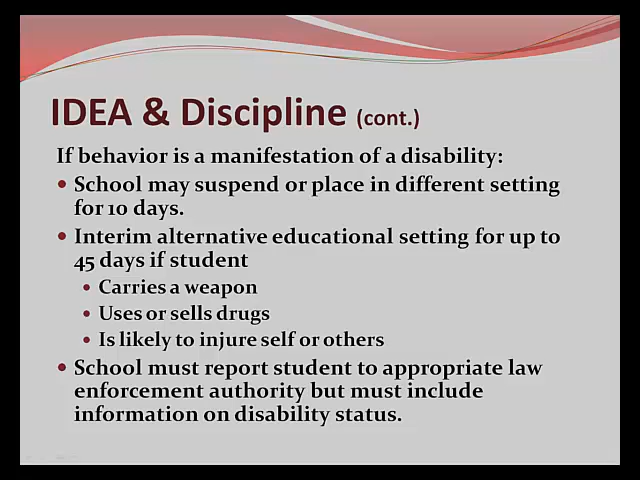 IDEA & Discipline (cont.)
If behavior is a manifestation of a disability:
• School may suspend or place in different setting
for 10 days.
• Interim alternative educational setting for up to
45 days if student
• Carries a weapon
• Uses or sells drugs
• Is likely to injure self or others
• School must report student to appropriate law
enforcement authority but must include
information on disability status.